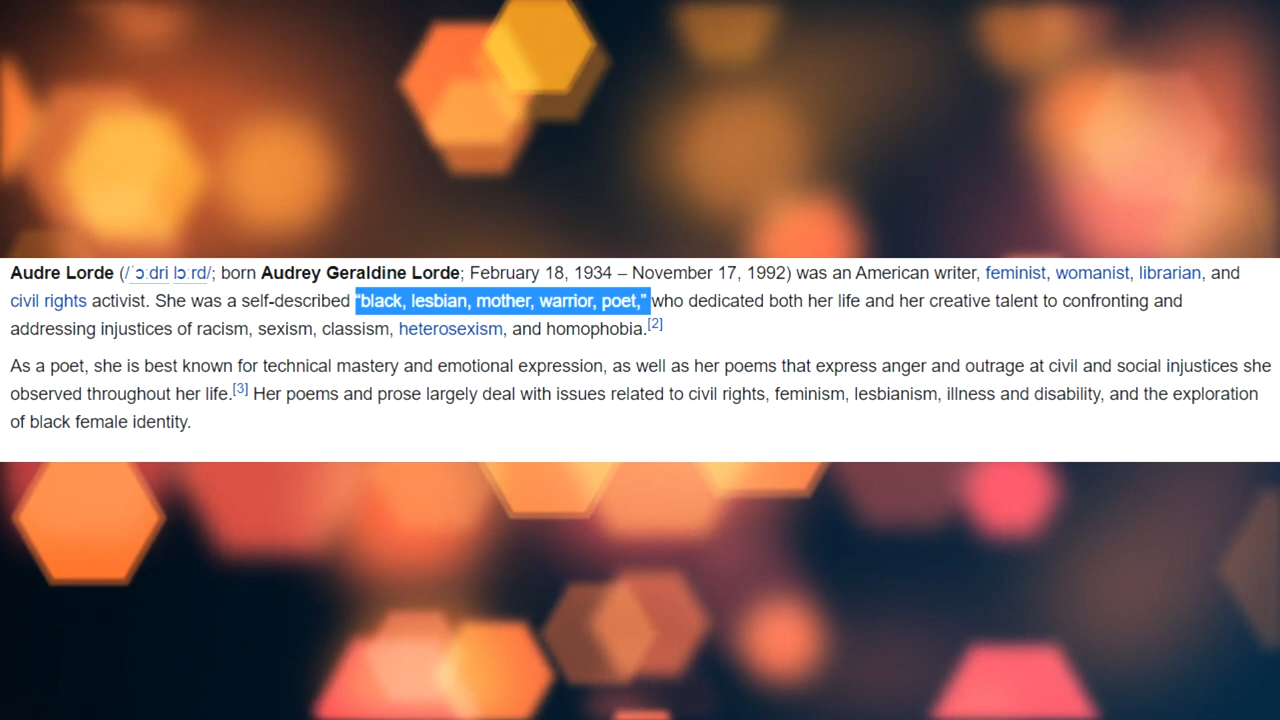 Audre Lorde (/ˈɔːdri lɔːrd/; born Audrey Geraldine Lorde; February 18, 1934 – November 17, 1992) was an American writer, feminist, womanist, librarian, and
civil rights activist. She was a self-described “black, lesbian, mother, warrior, poet,” who dedicated both her life and her creative talent to confronting and
addressing injustices of racism, sexism, classism, heterosexism, and homophobia.[2]
As a poet, she is best known for technical mastery and emotional expression, as well as her poems that express anger and outrage at civil and social injustices she
observed throughout her life.[3] Her poems and prose largely deal with issues related to civil rights, feminism, lesbianism, illness and disability, and the exploration
of black female identity.